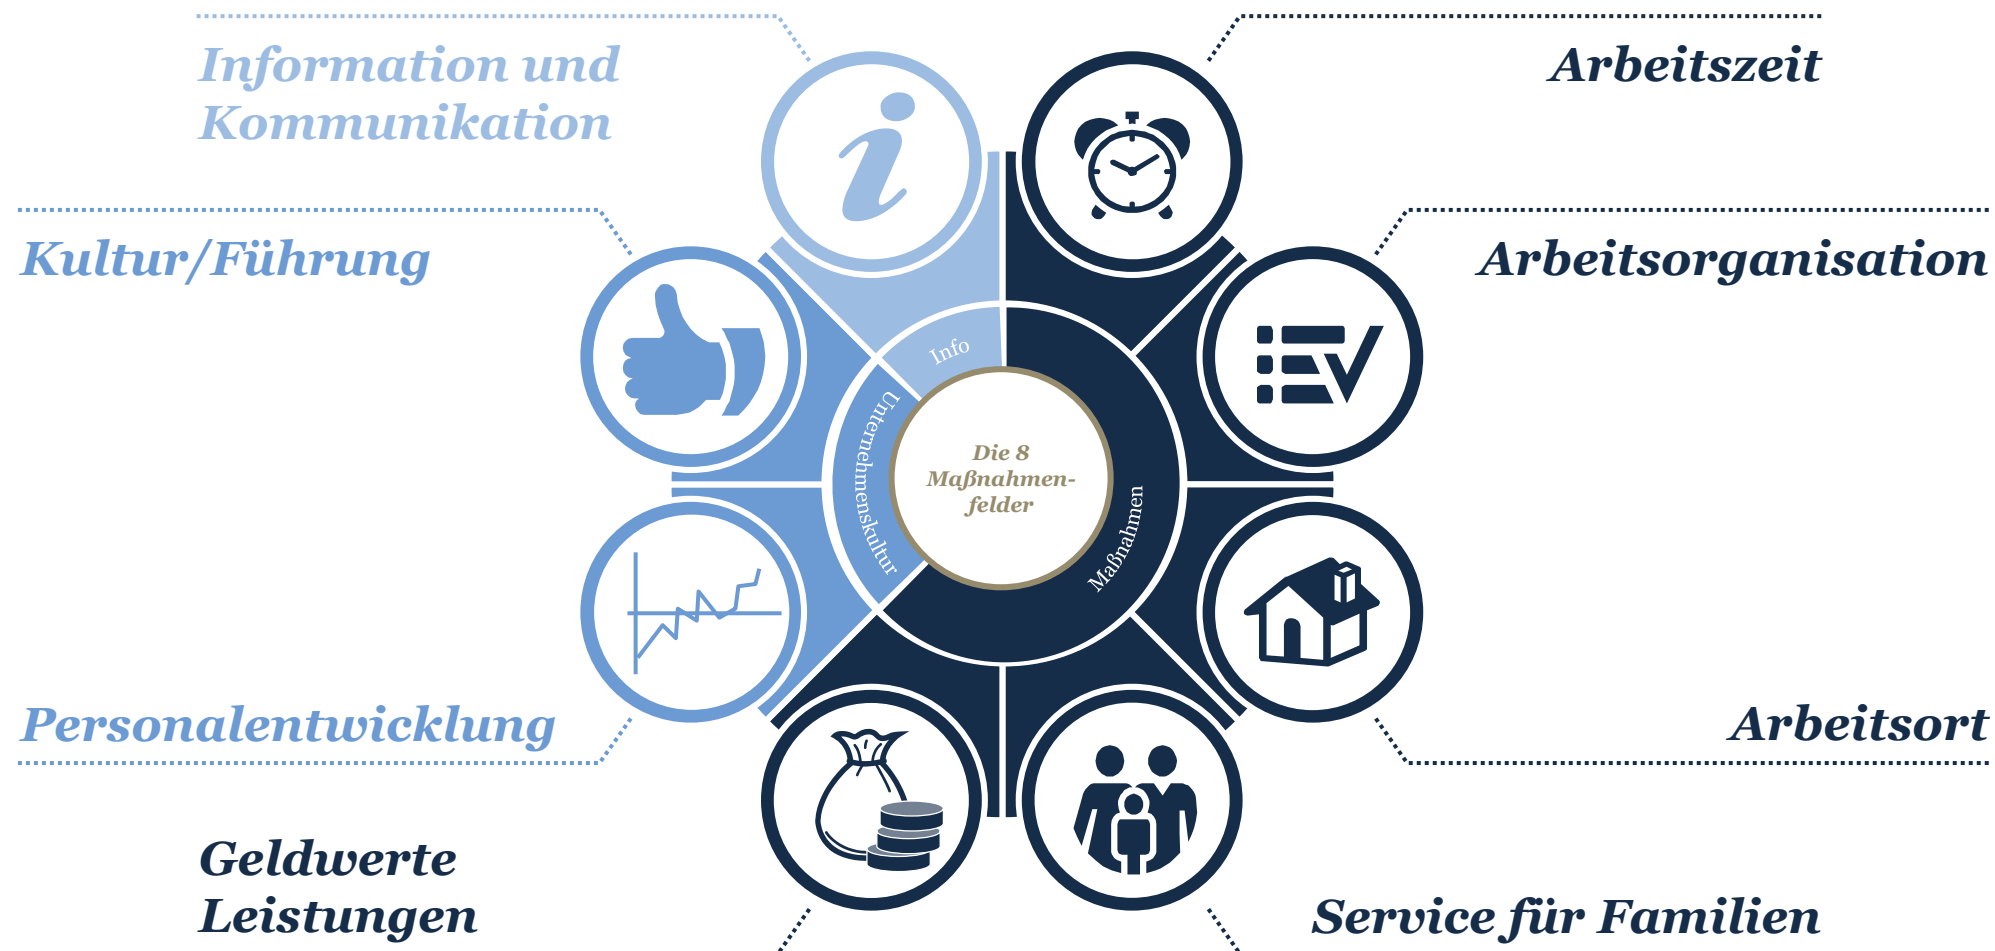 Information und
Kommunikation
Arbeitszeit
Kultur/Führung
Arbeitsorganisation
Info
Unternehmenskultur
Die 8
Maßnahmen-
felder
Maßnahmen
Personalentwicklung
Arbeitsort
Geldwerte
Leistungen
Service für Familien